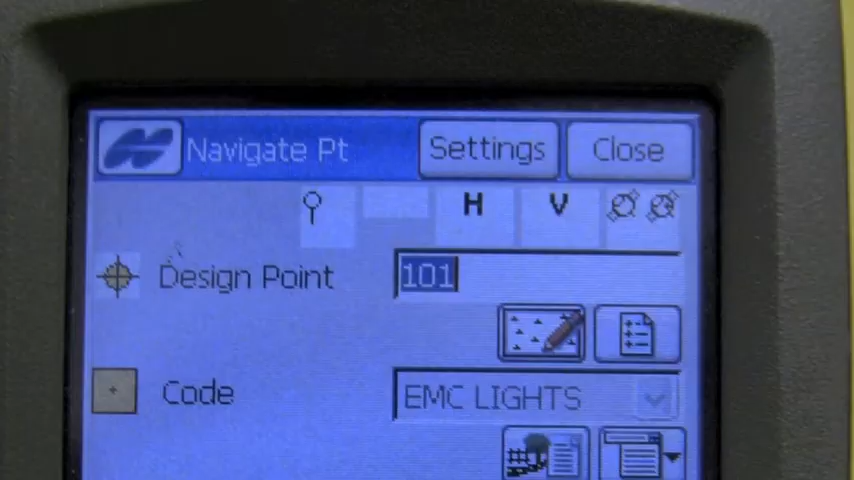 Navigate Pt Settings Close
H V
Design Point 101
Code EMC LIGHTS